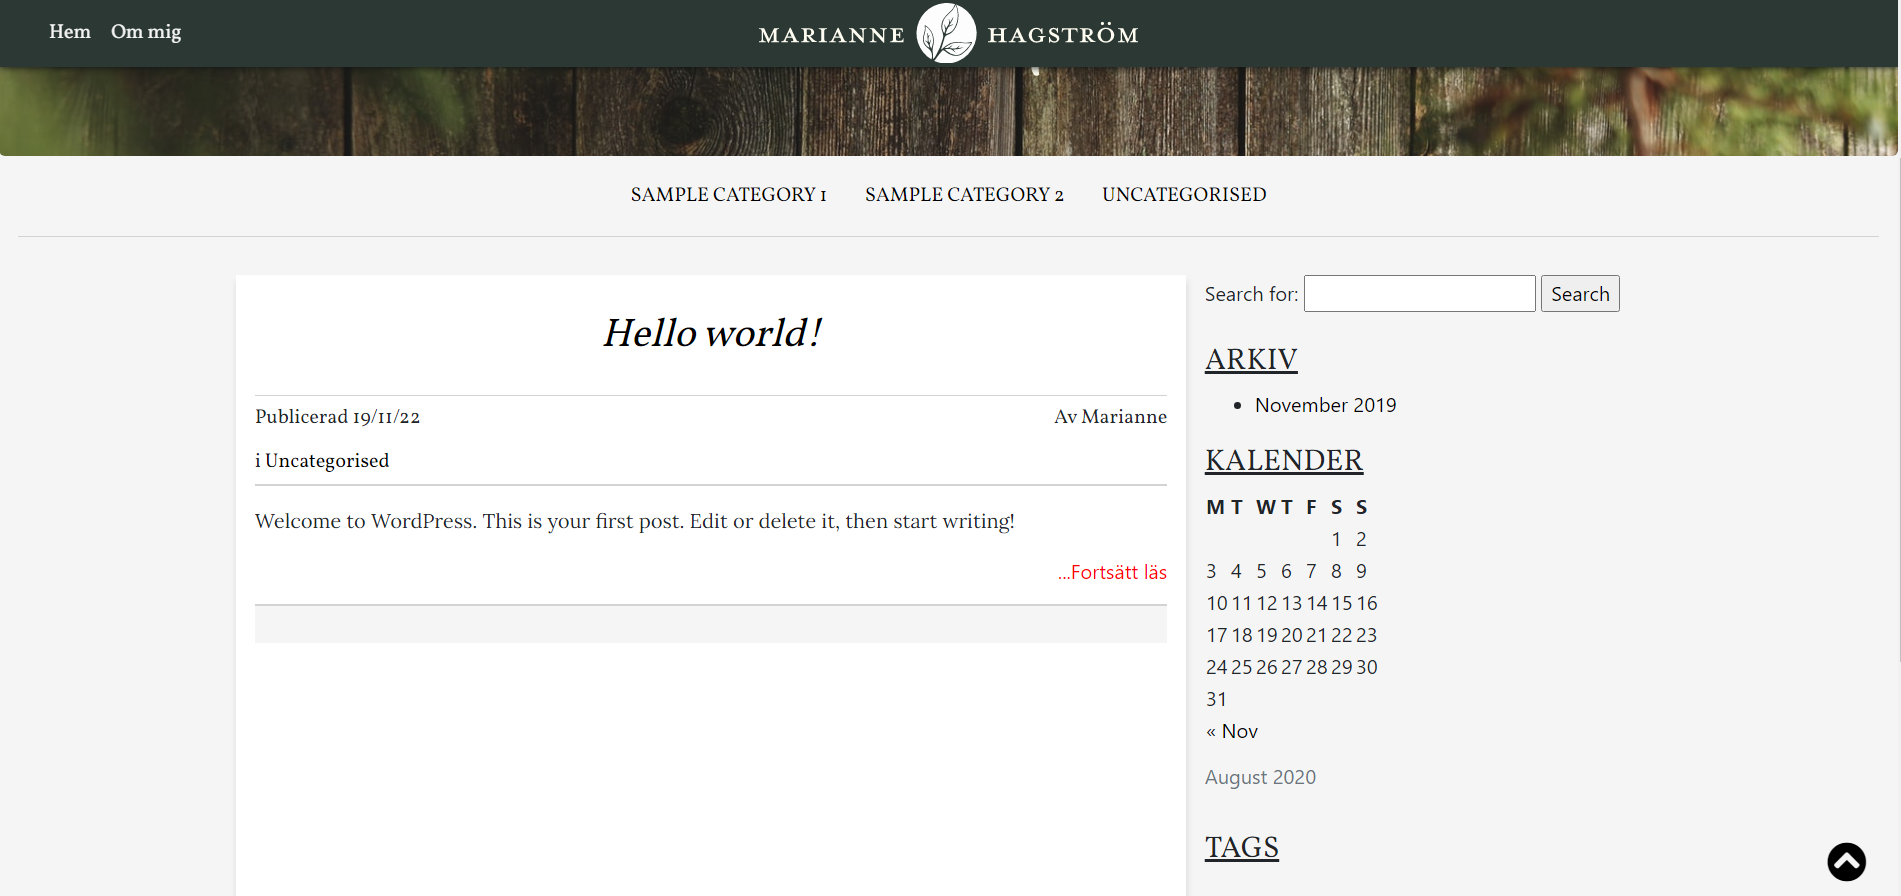 Hem Om mig
MARIANNE HAGSTRÖM
SAMPLE CATEGORY 1 SAMPLE CATEGORY 2 UNCATEGORISED
Hello world!
Publicerad 19/11/22 Av Marianne
i Uncategorised
Welcome to WordPress. This is your first post. Edit or delete it, then start writing!
...Fortsätt läs
Search for: Search
ARKIV
November 2019
KALENDER
M T W T F S S
1 2
3 4 5 6 7 8 9
10 11 12 13 14 15 16
17 18 19 20 21 22 23
24 25 26 27 28 29 30
31
« Nov
August 2020
TAGS